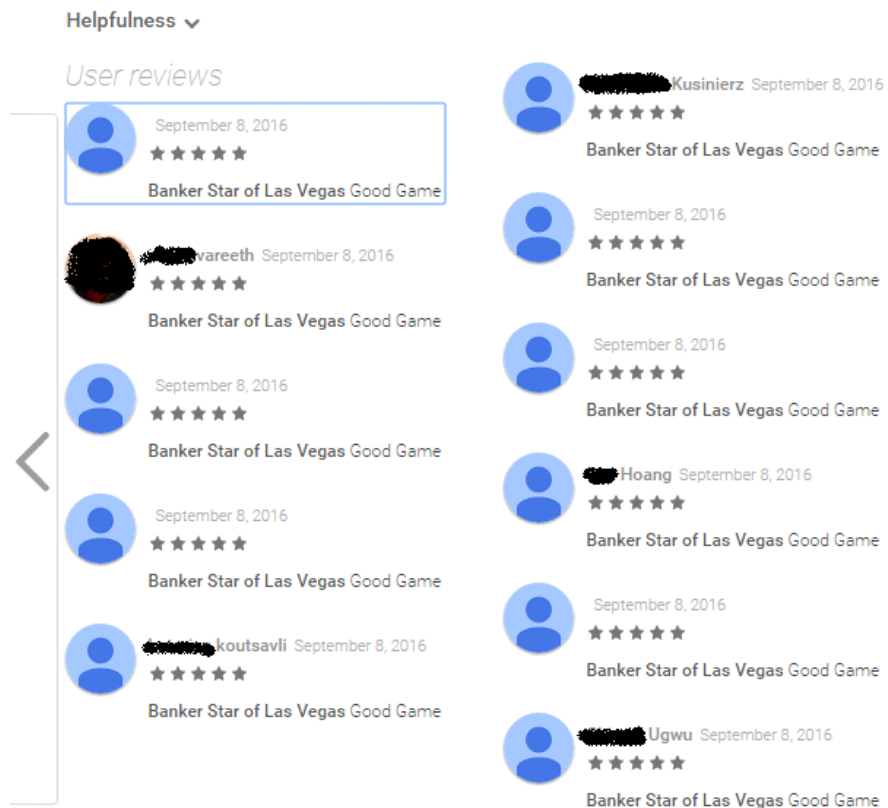 Helpfulness
User reviews
September 8, 2016
Banker Star of Las Vegas Good Game
vareeth September 8, 2016
Banker Star of Las Vegas Good Game
September 8, 2016
Banker Star of Las Vegas Good Game
September 8, 2016
Banker Star of Las Vegas Good Game
koutsavli September 8, 2016
Banker Star of Las Vegas Good Game
Kusinierz September 8, 2016
Banker Star of Las Vegas Good Game
September 8, 2016
Banker Star of Las Vegas Good Game
September 8, 2016
Banker Star of Las Vegas Good Game
Hoang September 8, 2016
Banker Star of Las Vegas Good Game
September 8, 2016
Banker Star of Las Vegas Good Game
Ugwu September 8, 2016
Banker Star of Las Vegas Good Game